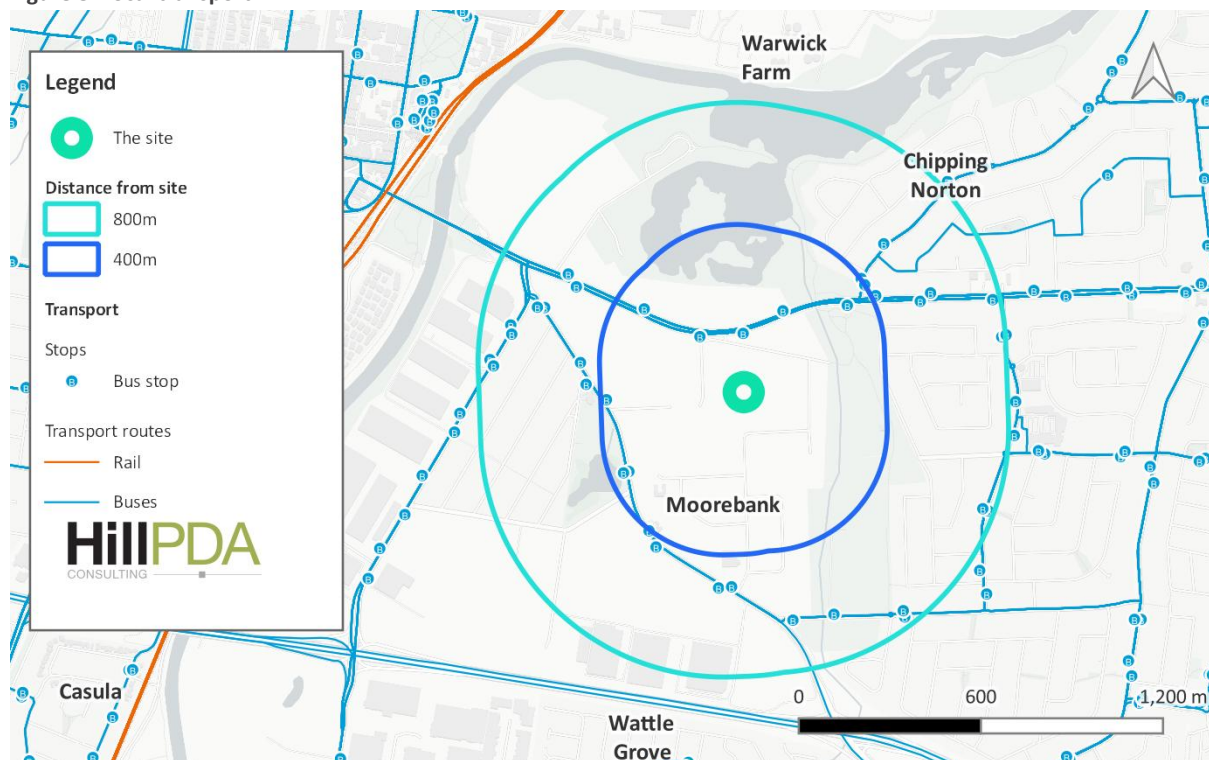 Warwick
Farm
Legend
The site
Chipping
Norton
Distance from site
800m
400m
Transport
Stops
B Bus stop
Transport routes
Rail
Moorebank
Buses
HillPDA
CONSULTING
Casula
0 600 1,200 m
Wattle
Grove